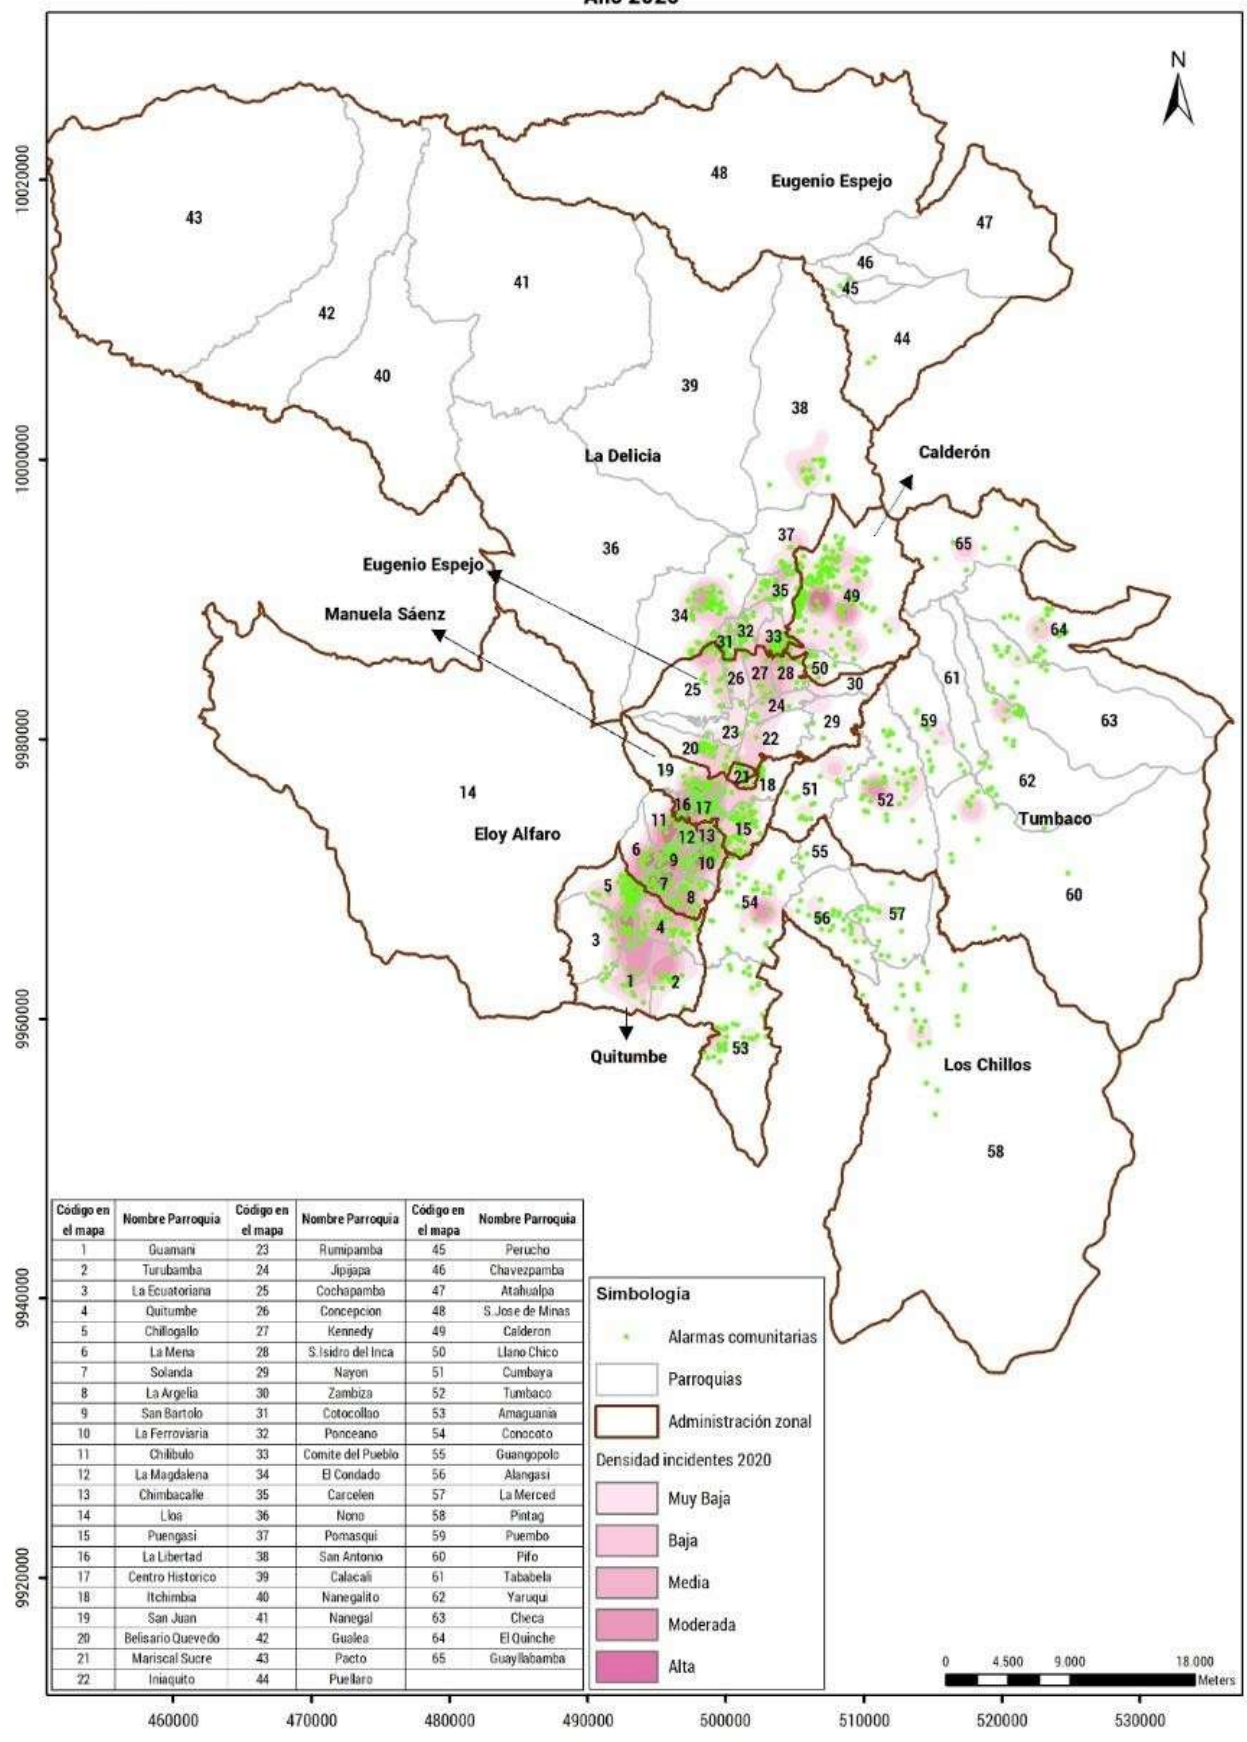 Año 2020
N
48
Eugenio Espejo
43
47
46
41
45
42
44
40
39
38
La Delicia
Calderón
37
65
36
Eugenio Espejo
35
49
Manuela Sáenz
34
32
64
31
33
50
27
28
26
61
30
25
24
59
63
29
23
22
20
19
21
18
62
14
51
52
16
17
Tumbaco
11
15
Eloy Alfaro
12
13
6
55
9
10
60
7
5
8
54
57
56
4
3
1
2
53
Quitumbe
Los Chillos
58
10020000
10000000
9980000
9960000
9940000
9920000
460000 470000 480000 490000 500000 510000 520000 530000
Código en el mapa Nombre Parroquia Código en el mapa Nombre Parroquia Código en el mapa Nombre Parroquia
1 Guamani 23 Rumipamba 45 Perucho
2 Turubamba 24 Jipijapa 46 Chavezpamba
3 La Ecuatoriana 25 Cochapamba 47 Atahualpa
4 Quitumbe 26 Concepcion 48 S.Jose de Minas
5 Chillogallo 27 Kennedy 49 Calderon
6 La Mena 28 S.Isidro del Inca 50 Llano Chico
7 Solanda 29 Nayon 51 Cumbaya
8 La Argelia 30 Zambiza 52 Tumbaco
9 San Bartolo 31 Cotocollao 53 Amaguania
10 La Ferroviaria 32 Ponceano 54 Conocoto
11 Chilibulo 33 Comite del Pueblo 55 Guangopolo
12 La Magdalena 34 El Condado 56 Alangasi
13 Chimbacalle 35 Carcelen 57 La Merced
14 Lloa 36 Nono 58 Pintag
15 Puengasi 37 Pomasqui 59 Puembo
16 La Libertad 38 San Antonio 60 Pifo
17 Centro Historico 39 Calacali 61 Tababela
18 Itchimbia 40 Nanegalito 62 Yaruqui
19 San Juan 41 Nanegal 63 Checa
20 Belisario Quevedo 42 Gualea 64 El Quinche
21 Mariscal Sucre 43 Pacto 65 Guayllabamba
22 Iniaquito 44 Puellaro
Simbología
Alarmas comunitarias
Parroquias
Administración zonal
Densidad incidentes 2020
Muy Baja
Baja
Media
Moderada
Alta
0 4.500 9.000 18.000
Meters